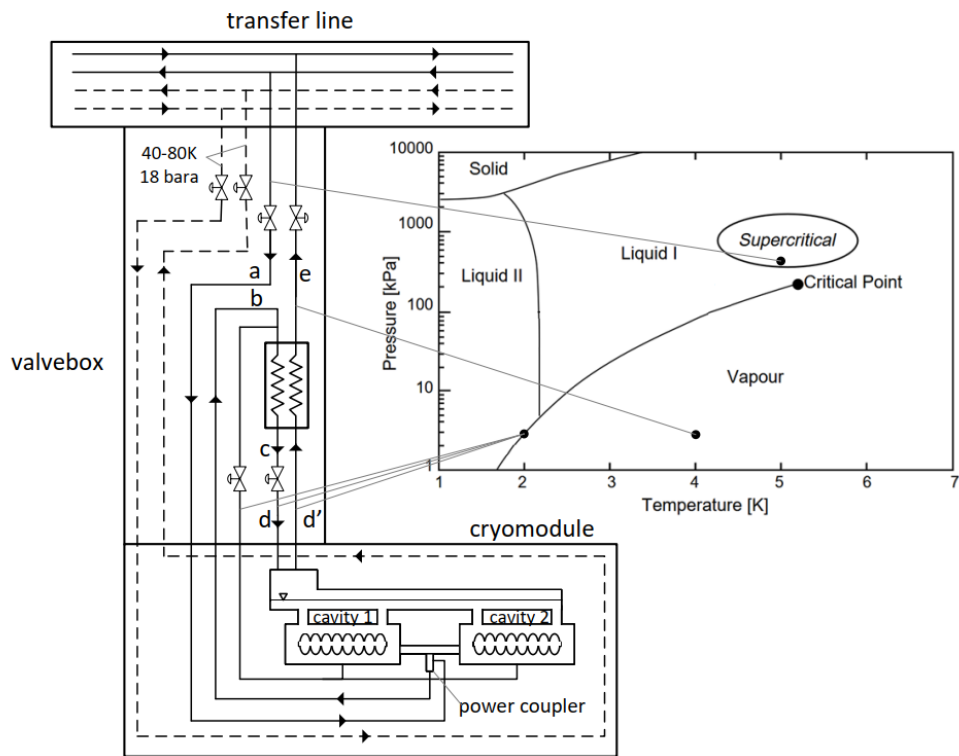 transfer line
40-80K
18 bara
a
e
b
valvebox
c
d
d’
cryomodule
cavity 1
cavity 2
power coupler
Pressure [kPa]
10000
1000
100
10
1
Solid
Liquid II
Liquid I
Supercritical
Critical Point
Vapour
1 2 3 4 5 6 7
Temperature [K]